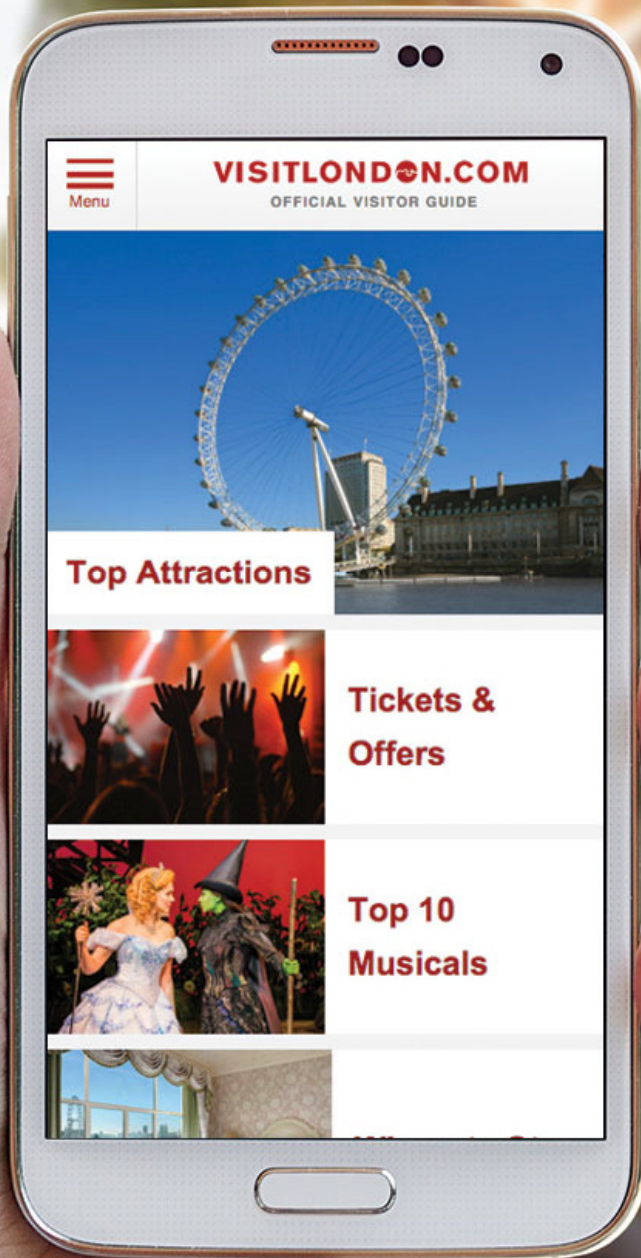 Menu
VISITLONDON.COM
OFFICIAL VISITOR GUIDE
Top Attractions
Tickets &
Offers
Top 10
Musicals